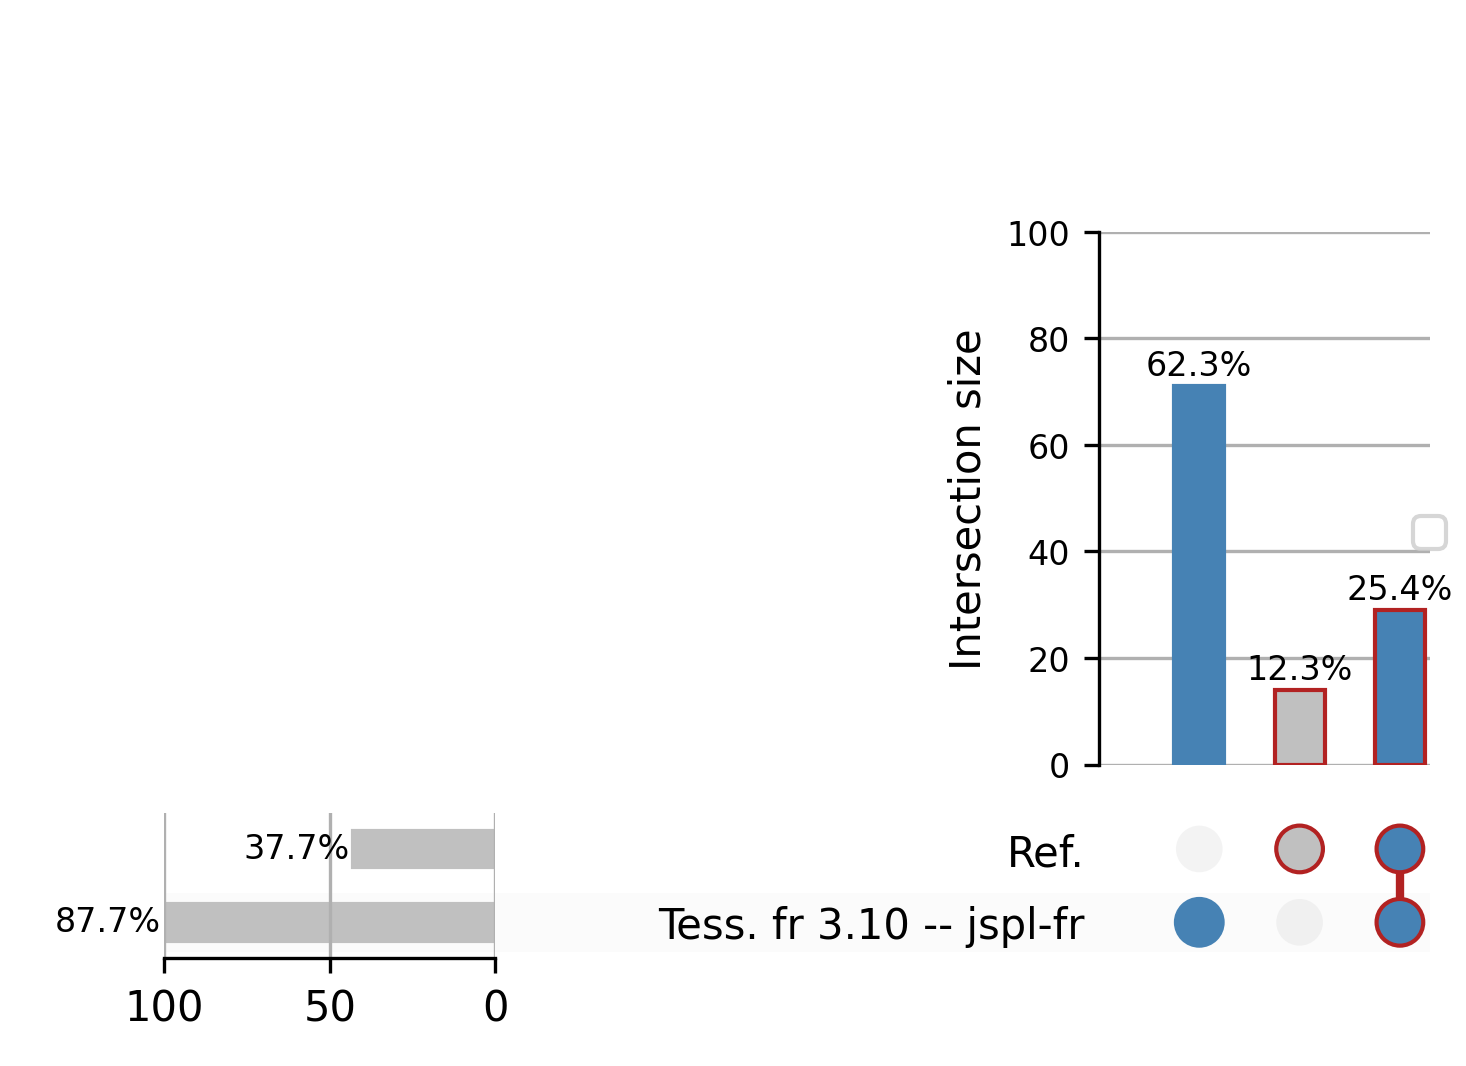 100
80
62.3%
60
Intersection size
40
25.4%
20
12.3%
0
37.7%
Ref.
87.7%
Tess. fr 3.10 -- jspl-fr
100 50 0